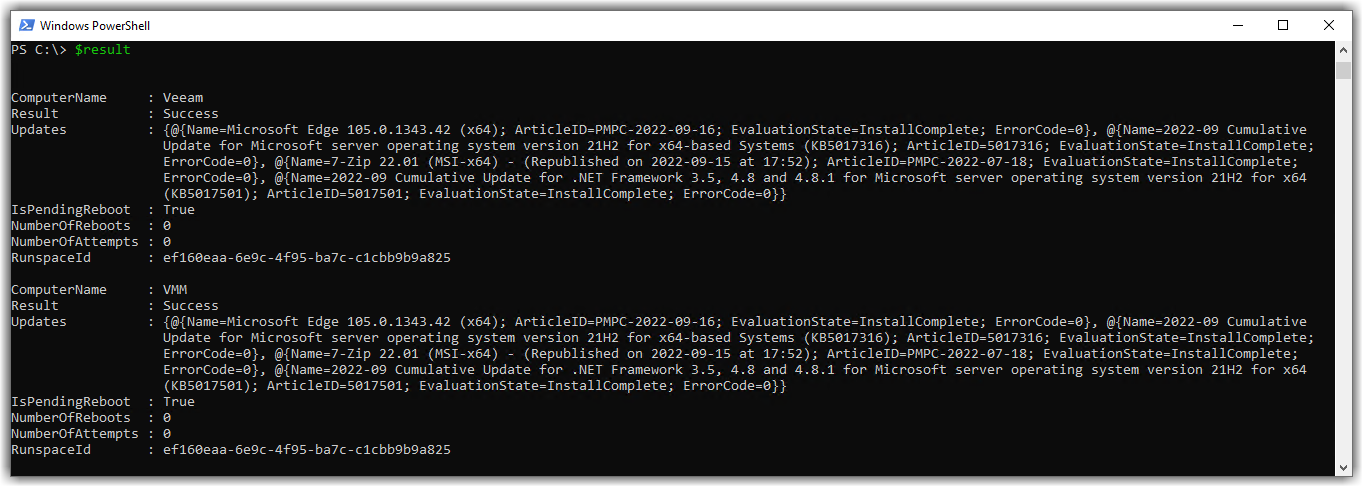 Windows PowerShell
PS C:\> $result
ComputerName     : Veeam
Result           : Success
Updates          : {@{Name=Microsoft Edge 105.0.1343.42 (x64); ArticleID=PMPC-2022-09-16; EvaluationState=InstallComplete; ErrorCode=0}, @{Name=2022-09 Cumulative
                   Update for Microsoft server operating system version 21H2 for x64-based Systems (KB5017316); ArticleID=5017316; EvaluationState=InstallComplete;
                   ErrorCode=0}, @{Name=7-Zip 22.01 (MSI-x64) - (Republished on 2022-09-15 at 17:52); ArticleID=PMPC-2022-07-18; EvaluationState=InstallComplete;
                   ErrorCode=0}, @{Name=2022-09 Cumulative Update for .NET Framework 3.5, 4.8 and 4.8.1 for Microsoft server operating system version 21H2 for x64
                   (KB5017501); ArticleID=5017501; EvaluationState=InstallComplete; ErrorCode=0}}
IsPendingReboot  : True
NumberOfReboots  : 0
NumberOfAttempts : 0
RunspaceId       : ef160eaa-6e9c-4f95-ba7c-c1cbb9b9a825
ComputerName     : VMM
Result           : Success
Updates          : {@{Name=Microsoft Edge 105.0.1343.42 (x64); ArticleID=PMPC-2022-09-16; EvaluationState=InstallComplete; ErrorCode=0}, @{Name=2022-09 Cumulative
                   Update for Microsoft server operating system version 21H2 for x64-based Systems (KB5017316); ArticleID=5017316; EvaluationState=InstallComplete;
                   ErrorCode=0}, @{Name=7-Zip 22.01 (MSI-x64) - (Republished on 2022-09-15 at 17:52); ArticleID=PMPC-2022-07-18; EvaluationState=InstallComplete;
                   ErrorCode=0}, @{Name=2022-09 Cumulative Update for .NET Framework 3.5, 4.8 and 4.8.1 for Microsoft server operating system version 21H2 for x64
                   (KB5017501); ArticleID=5017501; EvaluationState=InstallComplete; ErrorCode=0}}
IsPendingReboot  : True
NumberOfReboots  : 0
NumberOfAttempts : 0
RunspaceId       : ef160eaa-6e9c-4f95-ba7c-c1cbb9b9a825